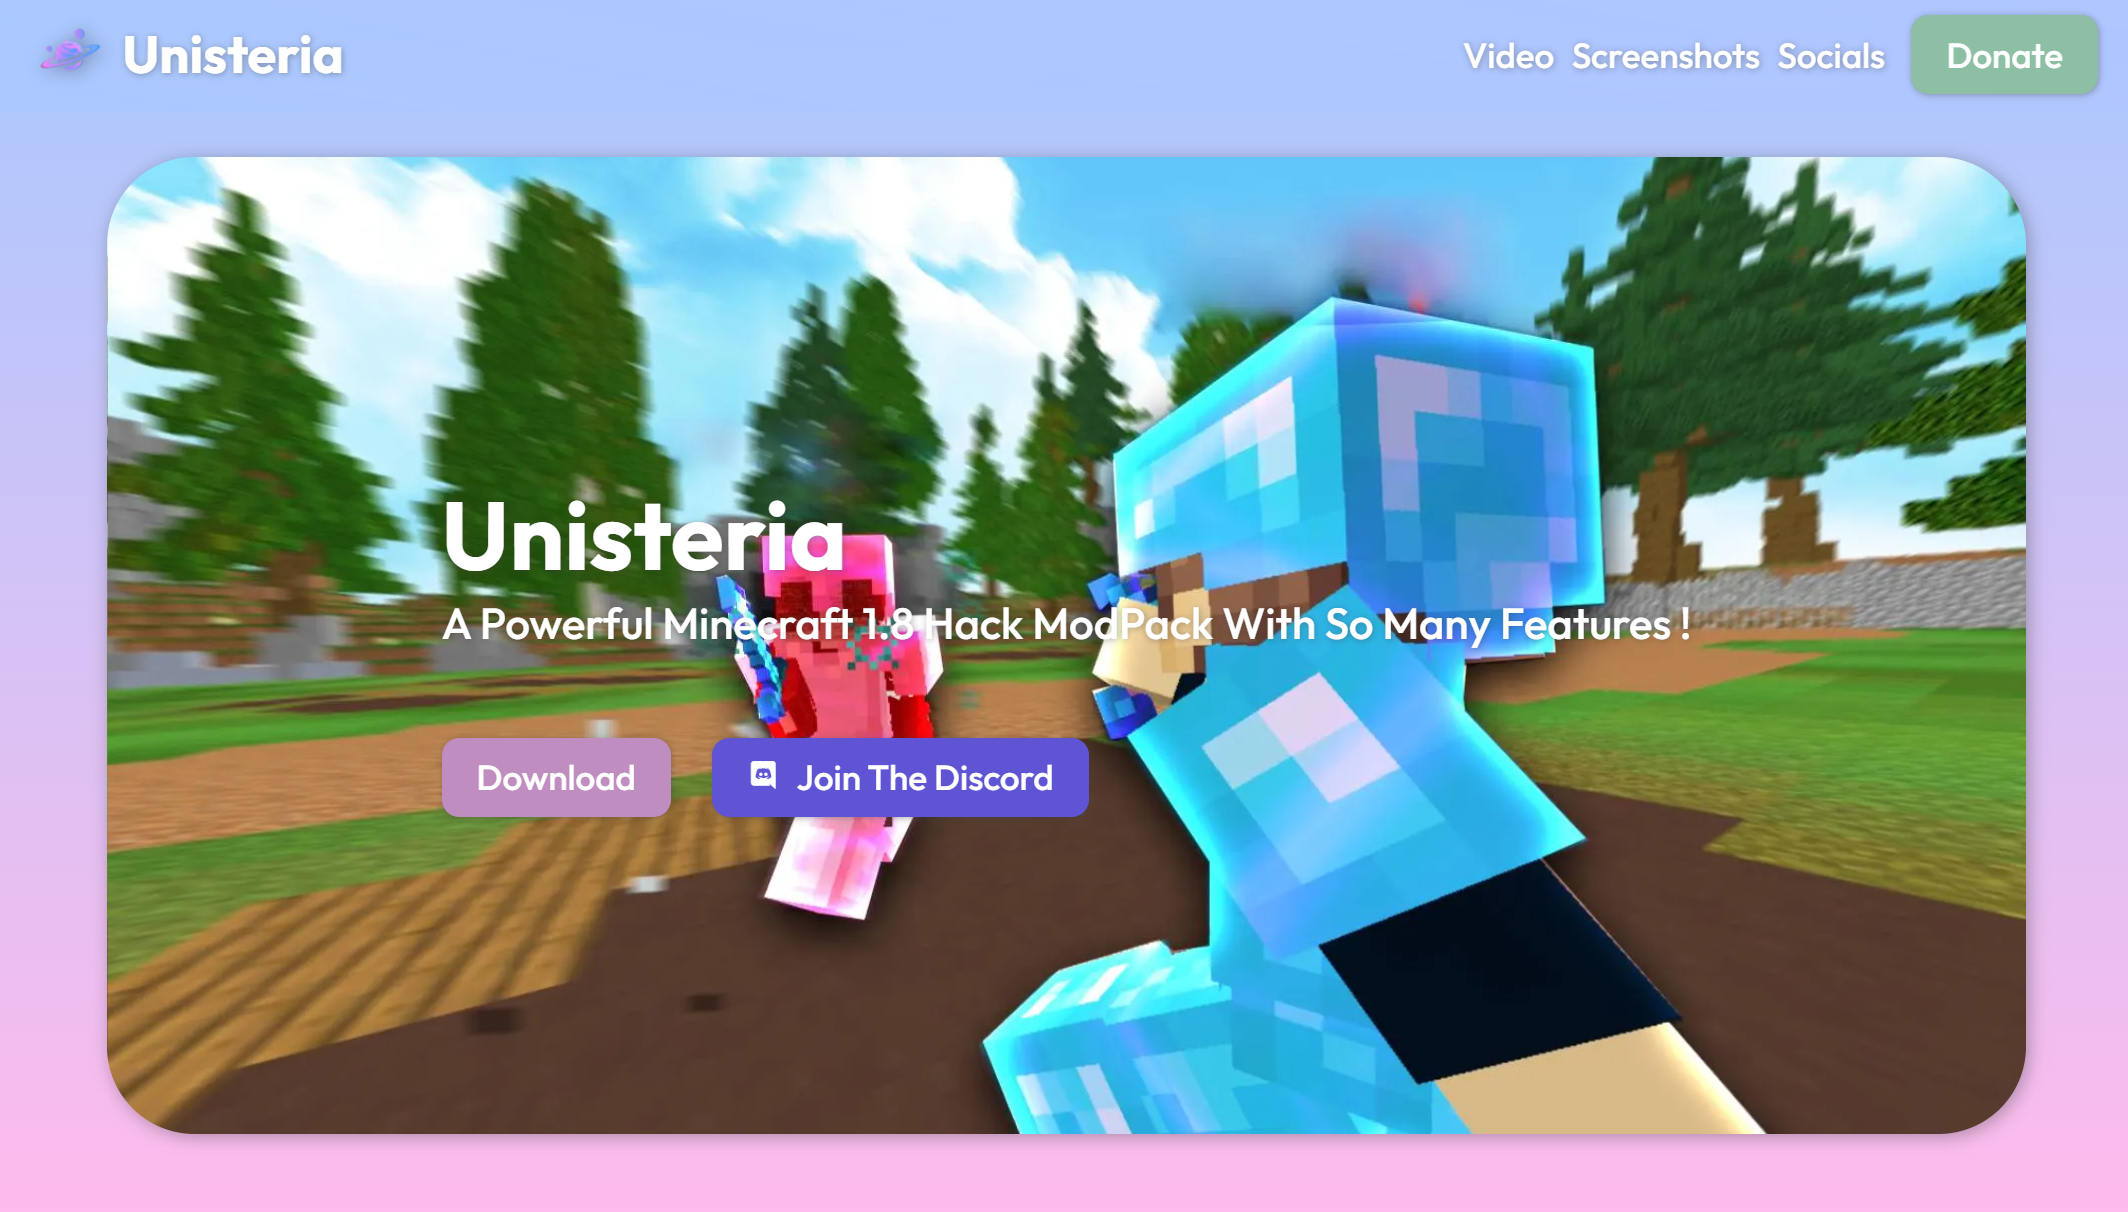 Unisteria
Video Screenshots Socials Donate
Unisteria
A Powerful Minecraft 1.8 Hack ModPack With So Many Features !
Download
Join The Discord